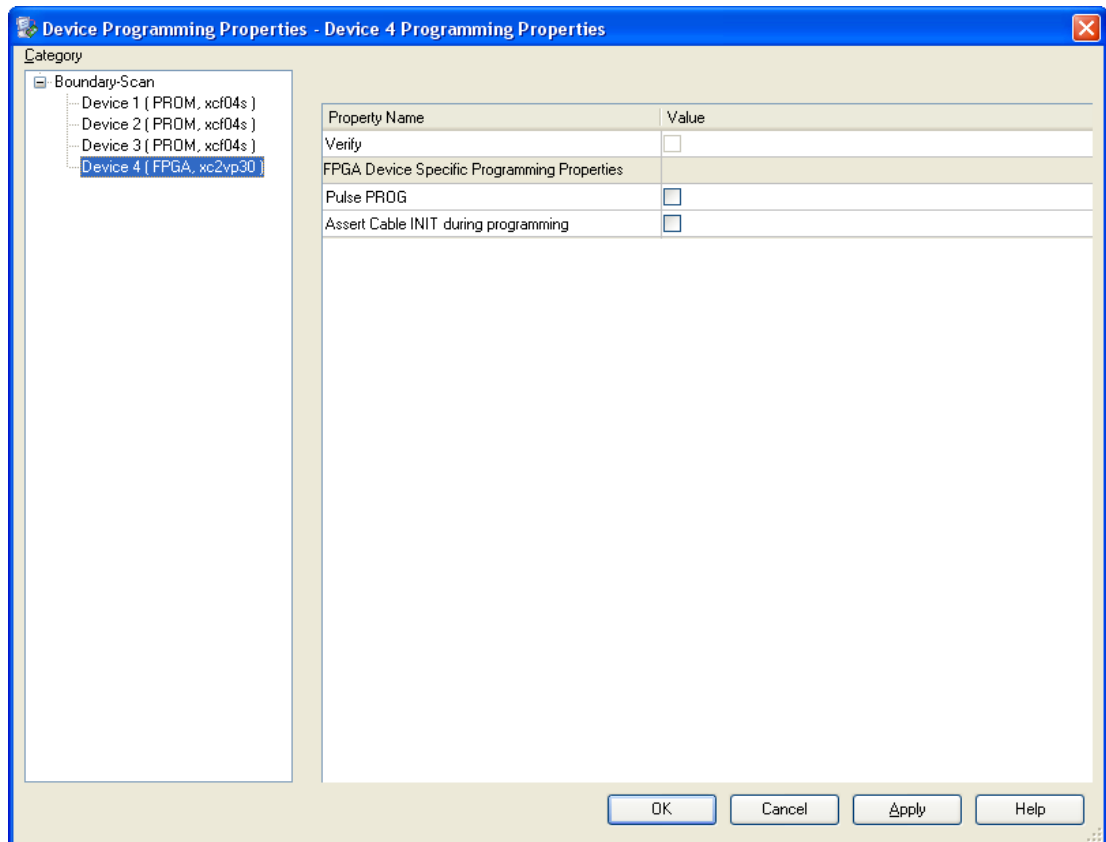 Device Programming Properties - Device 4 Programming Properties
Category
Boundary-Scan
Device 1 ( PROM, xcf04s )
Device 2 ( PROM, xcf04s )
Device 3 ( PROM, xcf04s )
Device 4 ( FPGA, xc2vp30 )
Property Name Value
Verify
FPGA Device Specific Programming Properties
Pulse PROG
Assert Cable INIT during programming
OK Cancel Apply Help